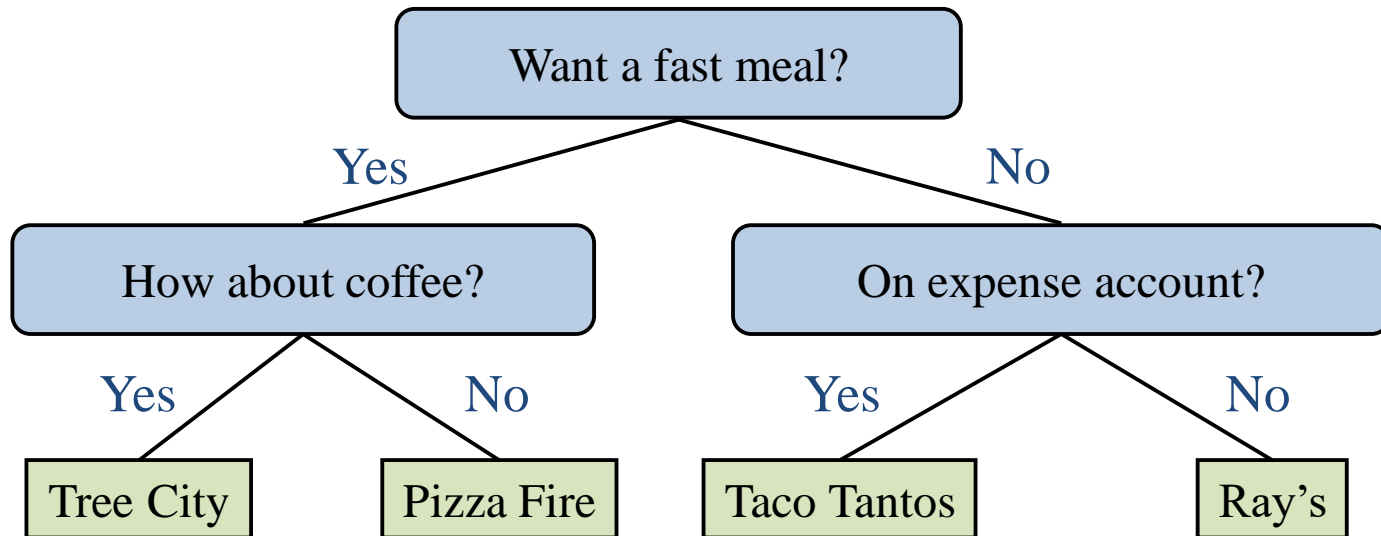 Want a fast meal?
Yes
No
How about coffee?
On expense account?
Yes
No
Yes
No
Tree City
Pizza Fire
Taco Tantos
Ray’s